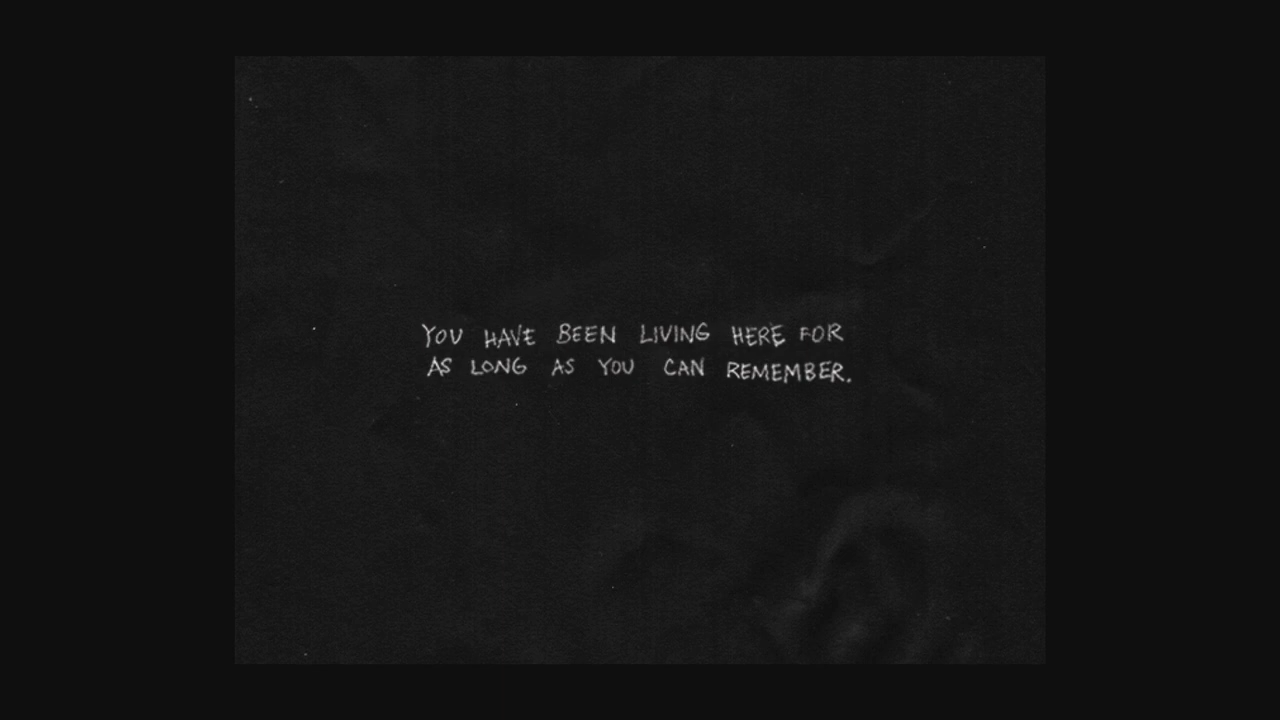 YOU HAVE BEEN LIVING HERE FOR
AS LONG AS YOU CAN REMEMBER.